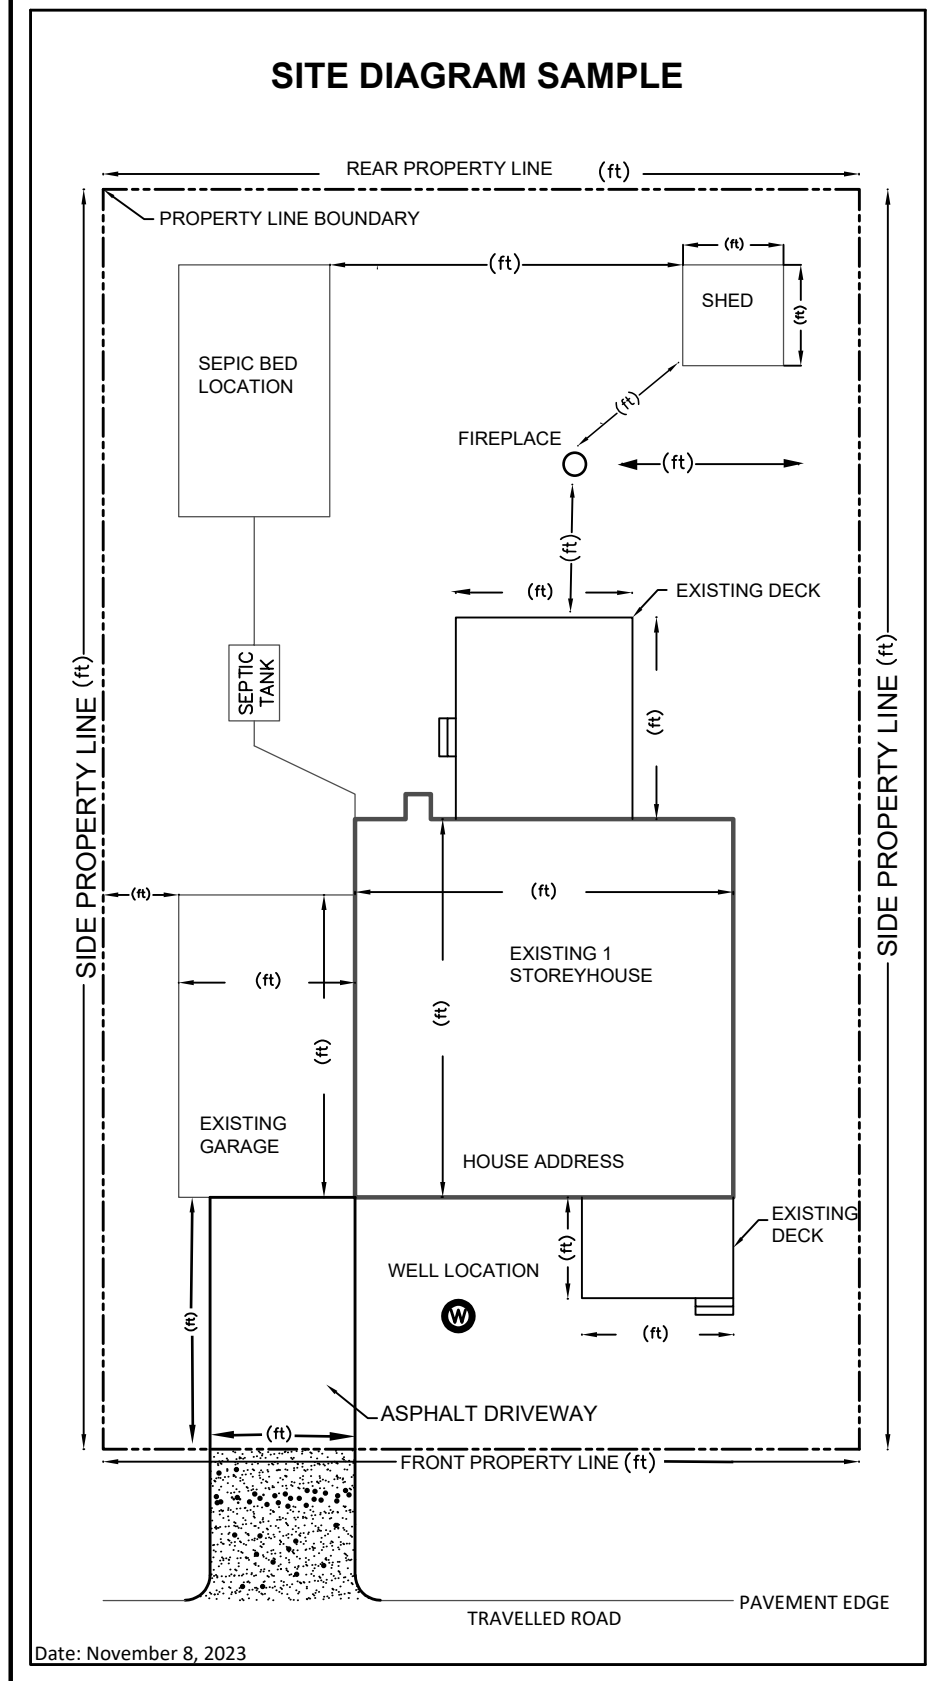 SITE DIAGRAM SAMPLE
REAR PROPERTY LINE (ft)
PROPERTY LINE BOUNDARY
(ft)
(ft)
SHED
(ft)
SEPIC BED
LOCATION
(ft)
FIREPLACE
(ft)
(ft)
(ft)
EXISTING DECK
SEPTIC
TANK
(ft)
SIDE PROPERTY LINE (ft)
SIDE PROPERTY LINE (ft)
(ft)
(ft)
EXISTING 1
STOREYHOUSE
(ft)
(ft)
(ft)
EXISTING
GARAGE
HOUSE ADDRESS
EXISTING
DECK
(ft)
WELL LOCATION
W
(ft)
(ft)
ASPHALT DRIVEWAY
(ft)
FRONT PROPERTY LINE (ft)
PAVEMENT EDGE
TRAVELLED ROAD
Date: November 8, 2023